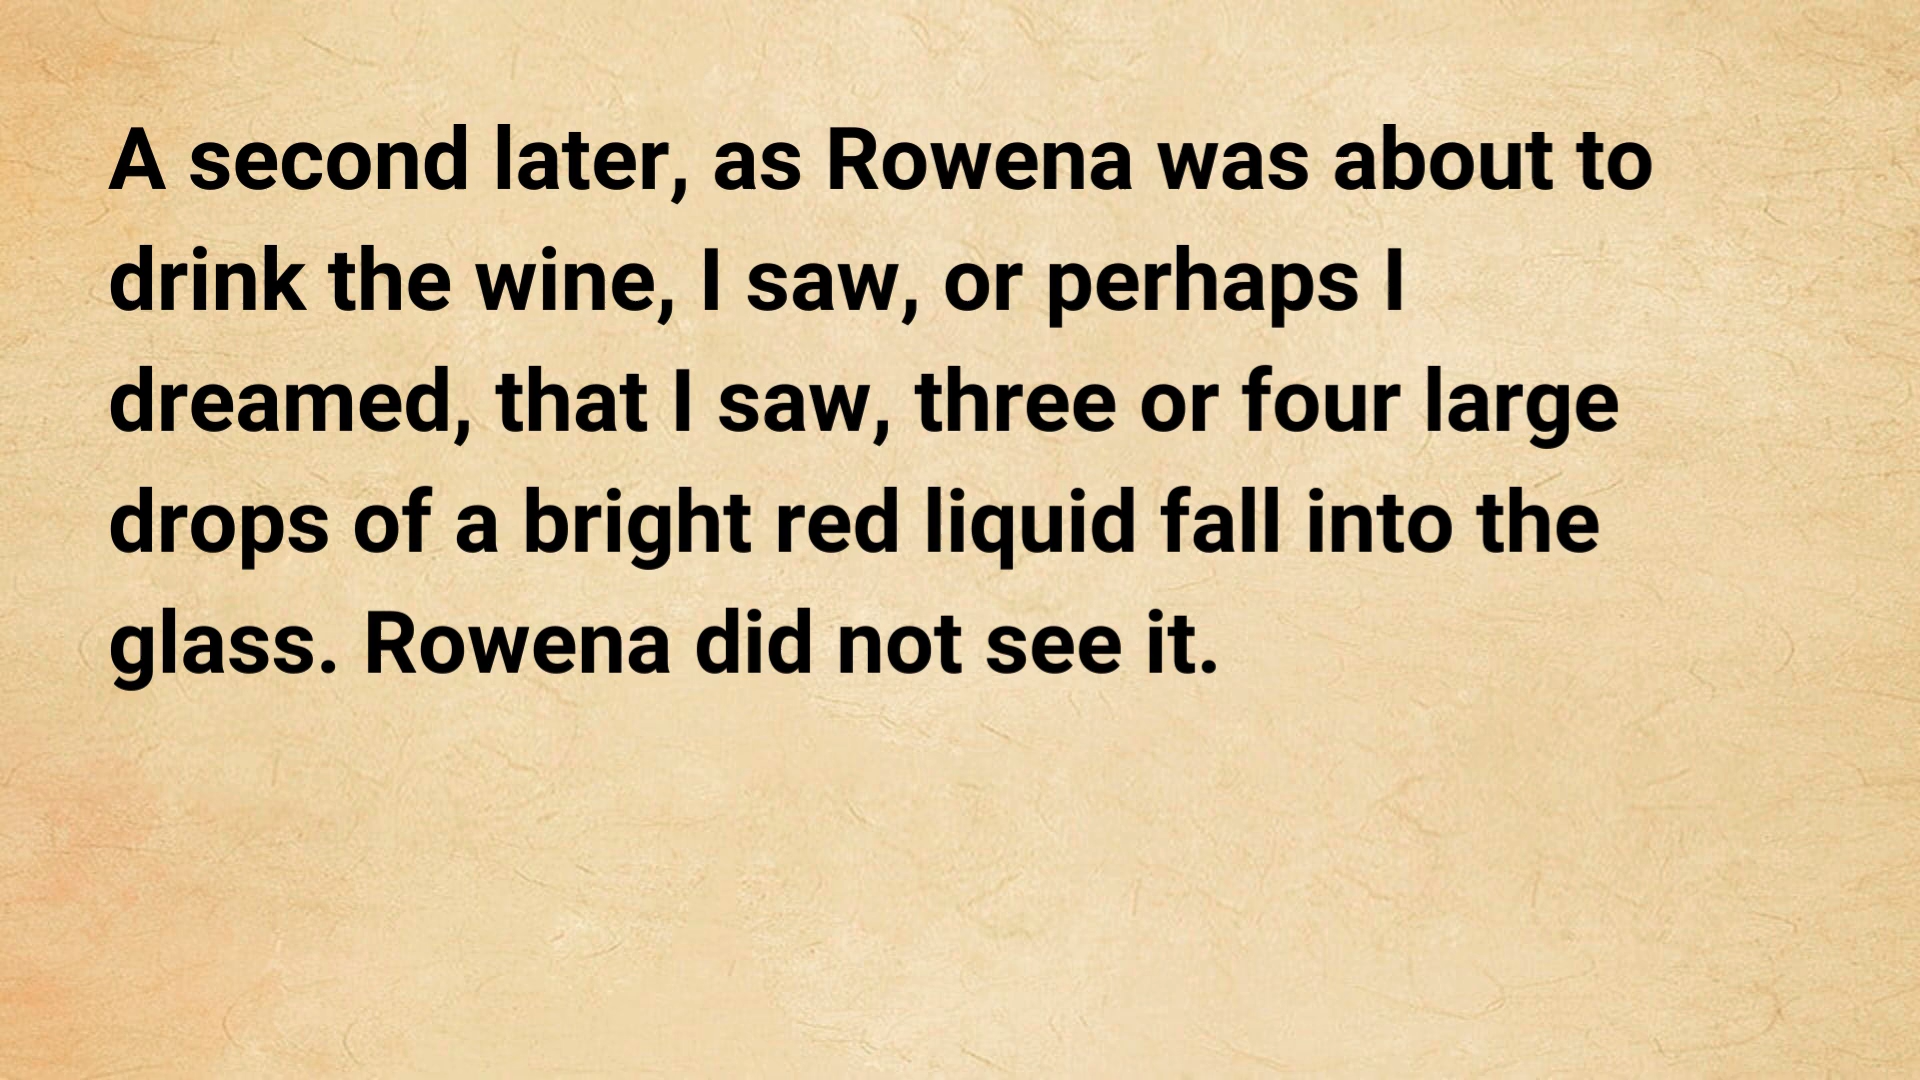 A second later, as Rowena was about to
drink the wine, I saw, or perhaps I
dreamed, that I saw, three or four large
drops of a bright red liquid fall into the
glass. Rowena did not see it.